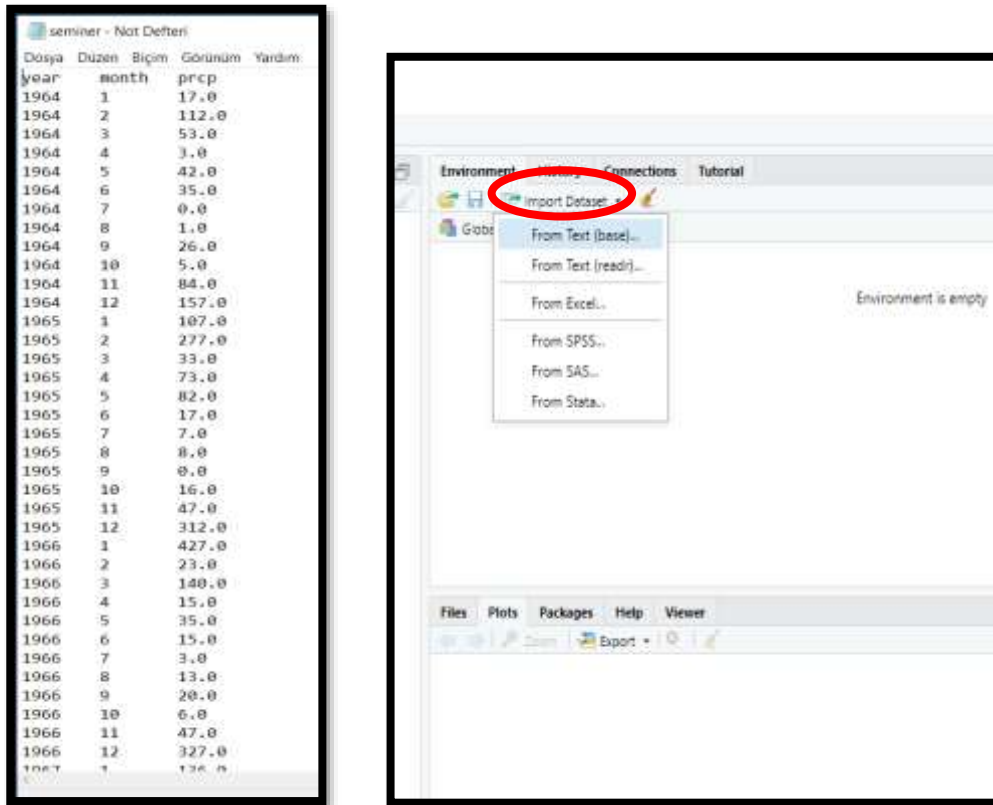 seminer - Not Defteri
Dosya Düzen Biçim Görünüm Yardım
year month prcp
1964 1 17.0
1964 2 112.0
1964 3 53.0
1964 4 3.0
1964 5 42.0
1964 6 35.0
1964 7 0.0
1964 8 1.0
1964 9 26.0
1964 10 5.0
1964 11 84.0
1964 12 157.0
1965 1 107.0
1965 2 277.0
1965 3 33.0
1965 4 73.0
1965 5 82.0
1965 6 17.0
1965 7 7.0
1965 8 8.0
1965 9 0.0
1965 10 16.0
1965 11 47.0
1965 12 312.0
1966 1 427.0
1966 2 23.0
1966 3 140.0
1966 4 15.0
1966 5 35.0
1966 6 15.0
1966 7 3.0
1966 8 13.0
1966 9 20.0
1966 10 6.0
1966 11 47.0
1966 12 327.0
Environment History Connections Tutorial
Import Dataset
From Text (base)...
From Text (readr)...
From Excel...
From SPSS...
From SAS...
From Stata...
Environment is empty
Files Plots Packages Help Viewer
Zoom Export